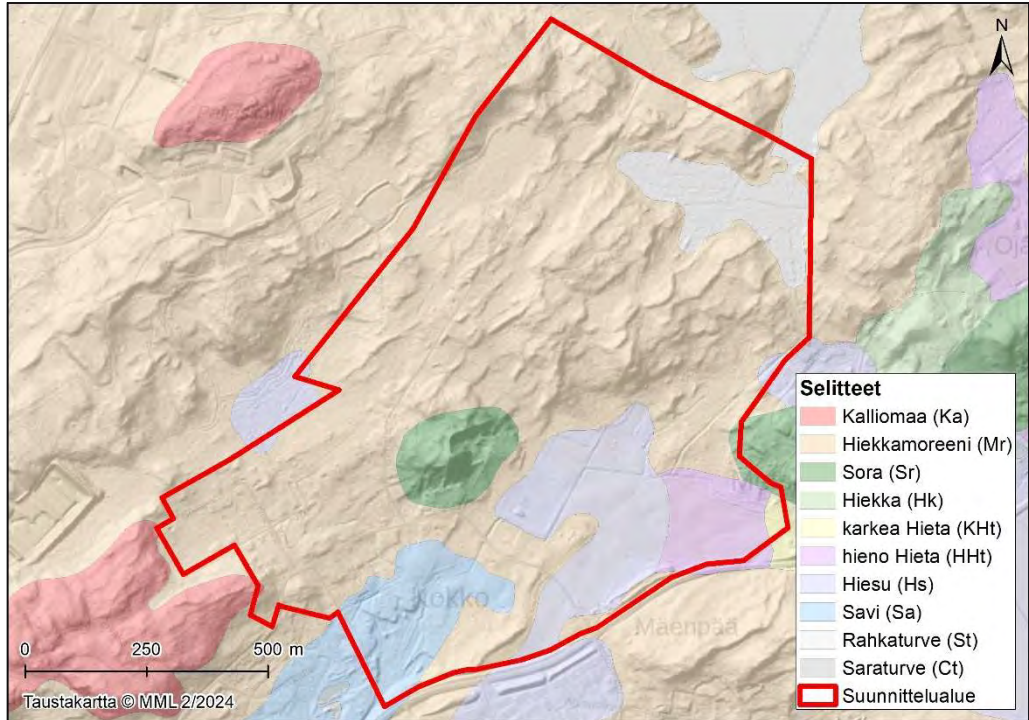 N
Oj
Kokko
Mäenpää
Selitteet
Kalliomaa (Ka)
Hiekkamoreeni (Mr)
Sora (Sr)
Hiekka (Hk)
karkea Hieta (KHt)
hieno Hieta (HHt)
Hiesu (Hs)
Savi (Sa)
Rahkaturve (St)
Saraturve (Ct)
Suunnittelualue
0 250 500 m
Taustakartta © MML 2/2024